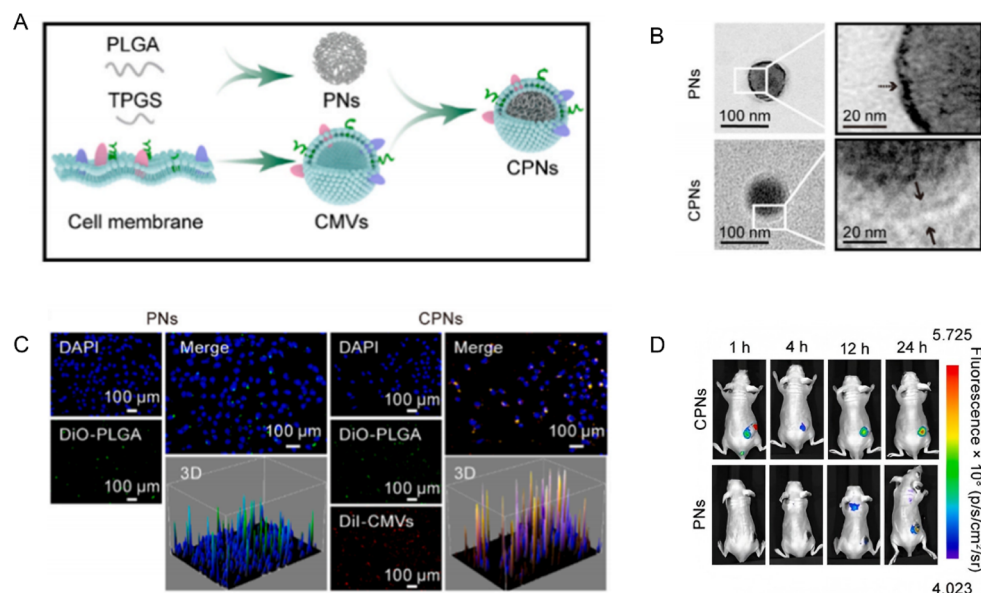 A
PLGA
TPGS
Cell membrane
PNs
CMVs
CPNs
B
PNs
100 nm
20 nm
CPNs
100 nm
20 nm
C
PNs
CPNs
DAPI
100 µm
Merge
100 µm
DiO-PLGA
100 µm
3D
DAPI
100 µm
Merge
100 µm
DiO-PLGA
100 µm
DiI-CMVs
100 µm
3D
D
1 h 4 h 12 h 24 h
CPNs
PNs
5.725
Fluorescence × 10⁰ (p/s/cm²/sr)
4.023